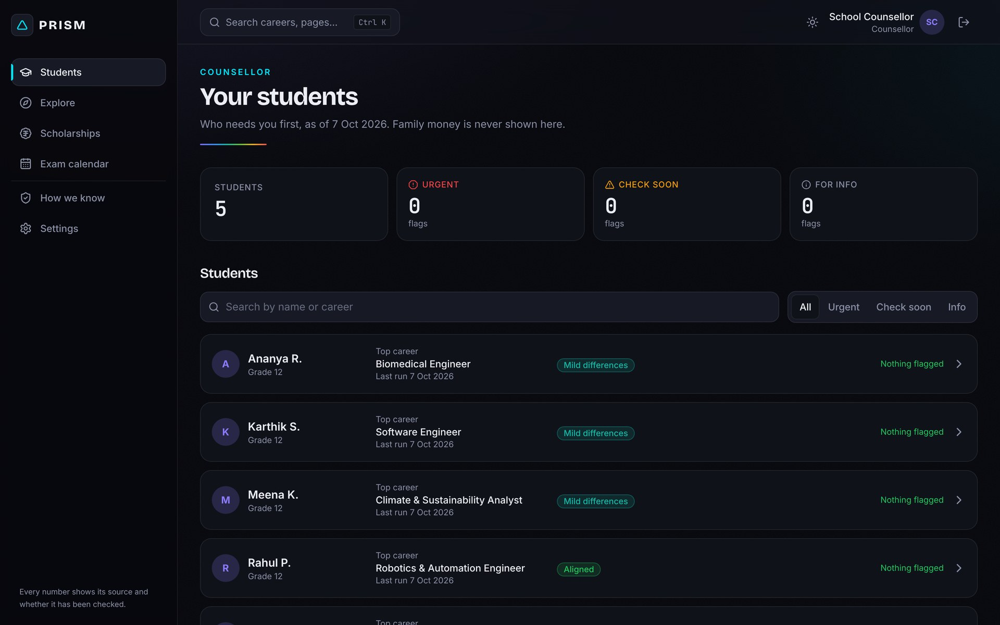 PRISM
Search careers, pages...
Ctrl K
School Counsellor
Counsellor
SC
Students
Explore
Scholarships
Exam calendar
How we know
Settings
Every number shows its source and
whether it has been checked.
COUNSELLOR
Your students
Who needs you first, as of 7 Oct 2026. Family money is never shown here.
STUDENTS
5
URGENT
0
flags
CHECK SOON
0
flags
FOR INFO
0
flags
Students
Search by name or career
All
Urgent
Check soon
Info
A
Ananya R.
Grade 12
Top career
Biomedical Engineer
Last run 7 Oct 2026
Mild differences
Nothing flagged
K
Karthik S.
Grade 12
Top career
Software Engineer
Last run 7 Oct 2026
Mild differences
Nothing flagged
M
Meena K.
Grade 12
Top career
Climate & Sustainability Analyst
Last run 7 Oct 2026
Mild differences
Nothing flagged
R
Rahul P.
Grade 12
Top career
Robotics & Automation Engineer
Last run 7 Oct 2026
Aligned
Nothing flagged
Top career